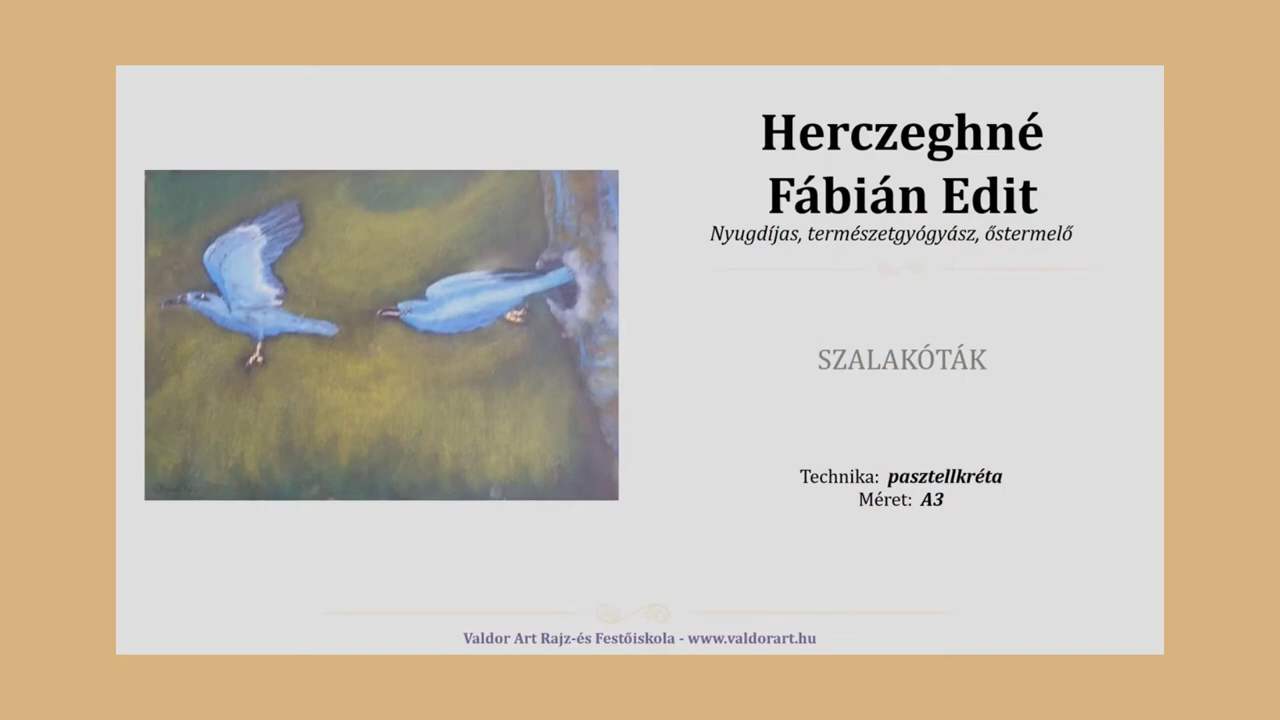 Herczeghné
Fábián Edit
Nyugdíjas, természetgyógyász, őstermelő
SZALAKÓTÁK
Technika: pasztellkréta
Méret: A3
Valdor Art Rajz-és Festőiskola - www.valdorart.hu